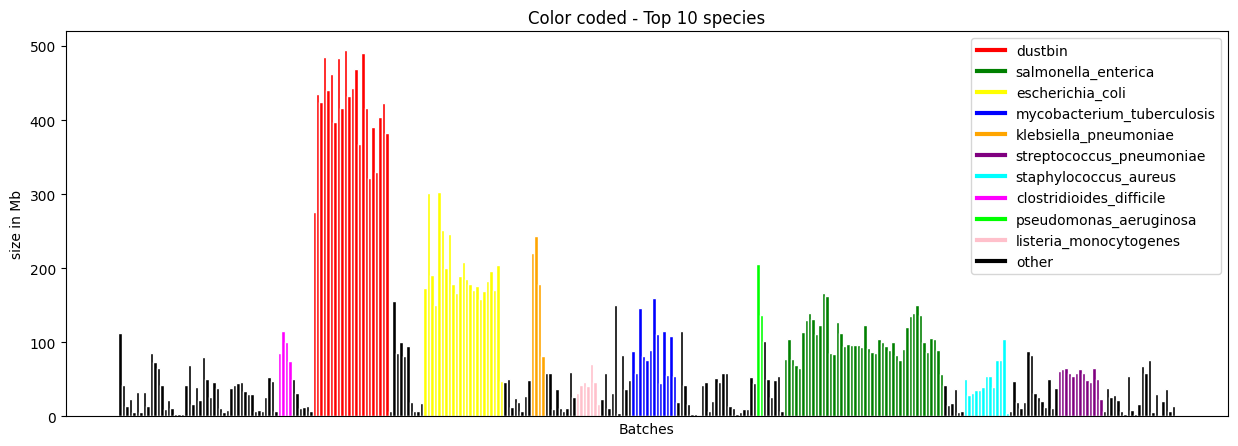 Color coded - Top 10 species
size in Mb
500
400
300
200
100
0
Batches
dustbin
salmonella_enterica
escherichia_coli
mycobacterium_tuberculosis
klebsiella_pneumoniae
streptococcus_pneumoniae
staphylococcus_aureus
clostridioides_difficile
pseudomonas_aeruginosa
listeria_monocytogenes
other